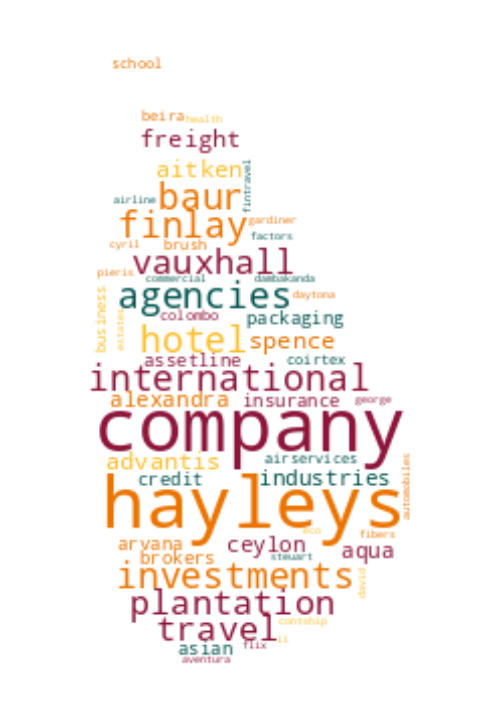 school
beira health
freight
aitken
fintravel
airline baur
finlay gardiner
factors
cyril brush
vauxhall
pieris commercial dambakanda
agencies daytona
business
estates
colombo packaging
hotel spence
assetline coirtex
international
alexandra insurance george
company
advantis airservices
automobiles
credit industries
hayleys
eco
fibers
arvana ceylon aqua
brokers steuart
investments
david
plantation
contship
travel
ii
asian flix
aventura